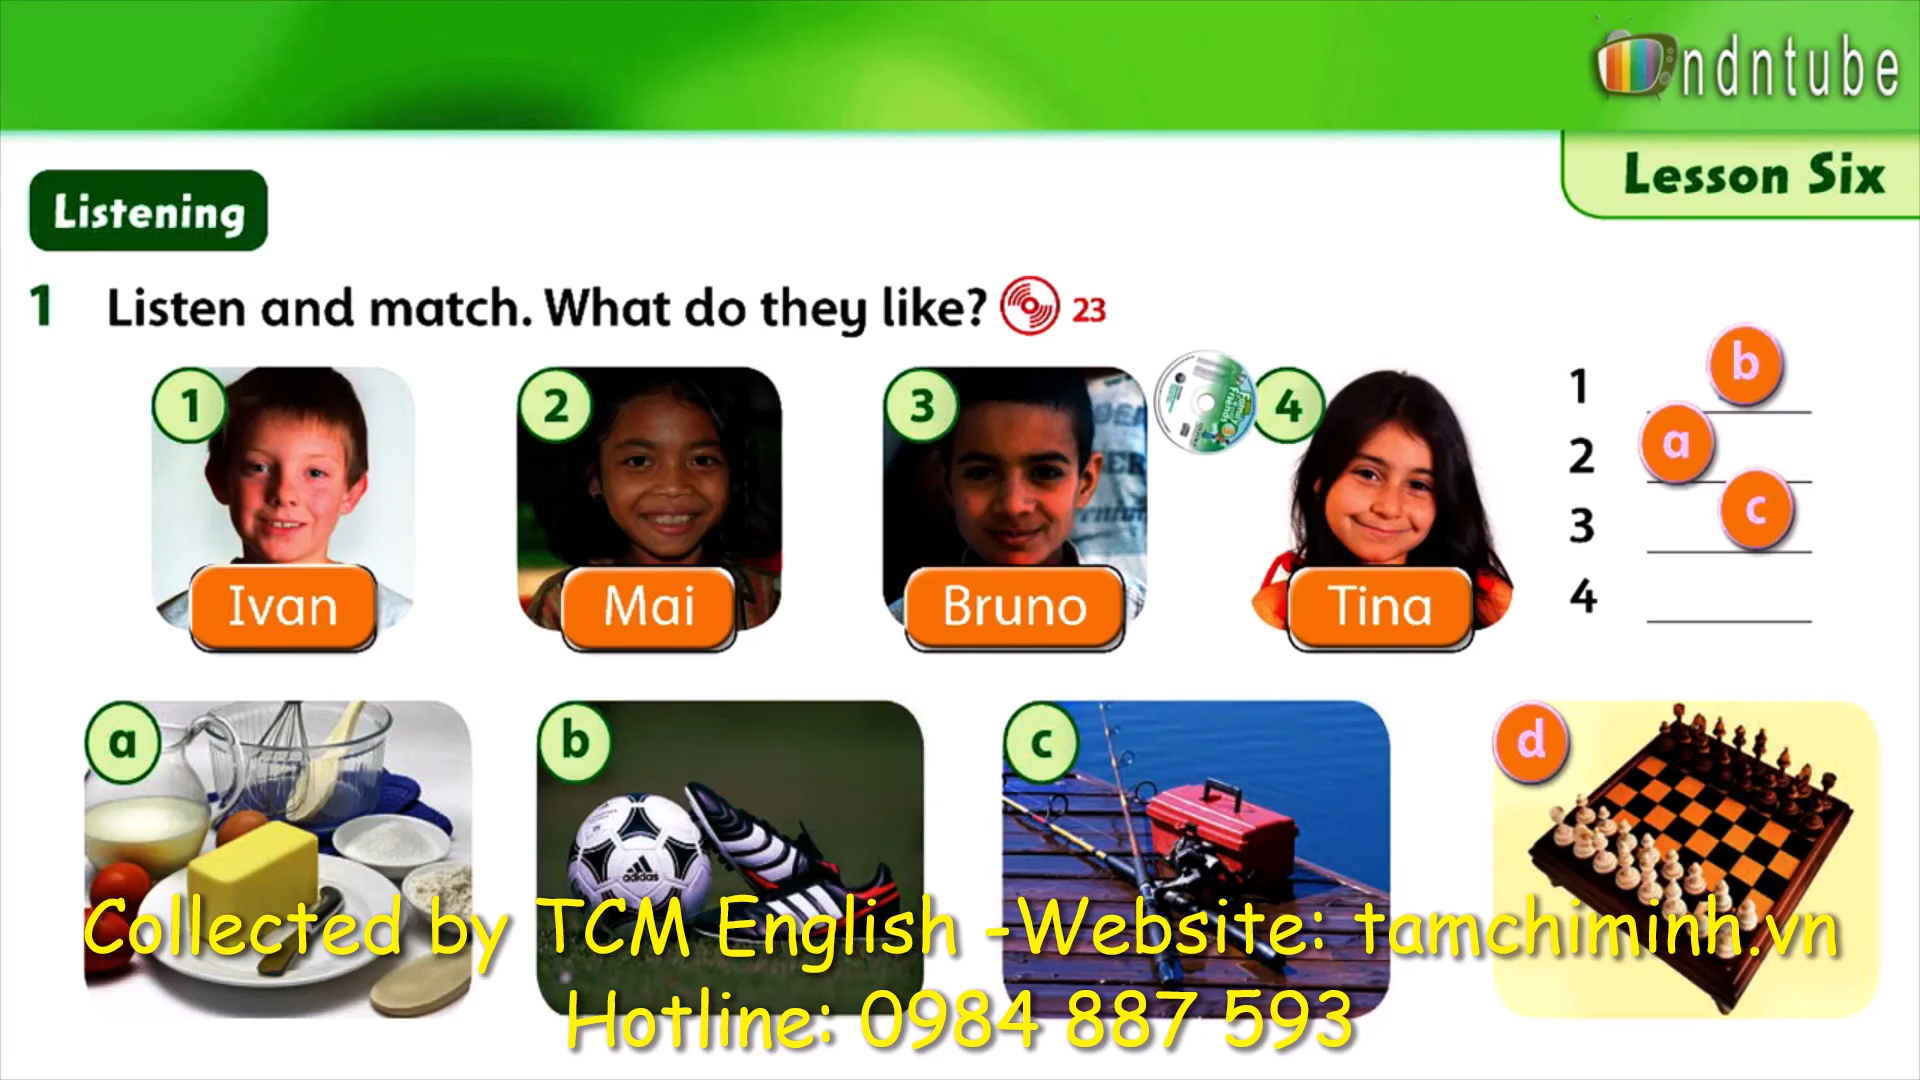 ndntube
Lesson Six
Listening
1 Listen and match. What do they like? 23
1
2
3
4
Ivan
Mai
Bruno
Tina
1 b
2 a
3 c
4
a
b
c
d
adidas
Collected by TCM English -Website: tamchiminh.vn
Hotline: 0984 887 593